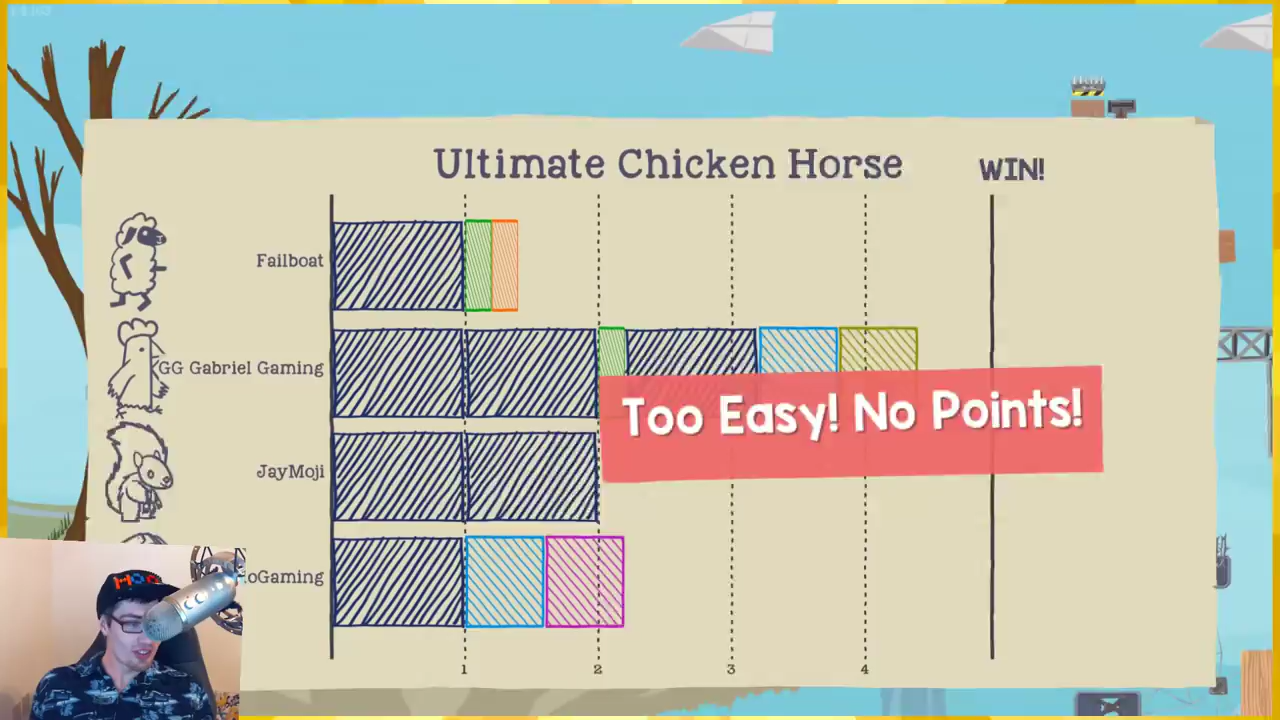 Ultimate Chicken Horse
WIN!
Failboat
GG Gabriel Gaming
Too Easy! No Points!
JayMoji
oGaming
1 2 3 4